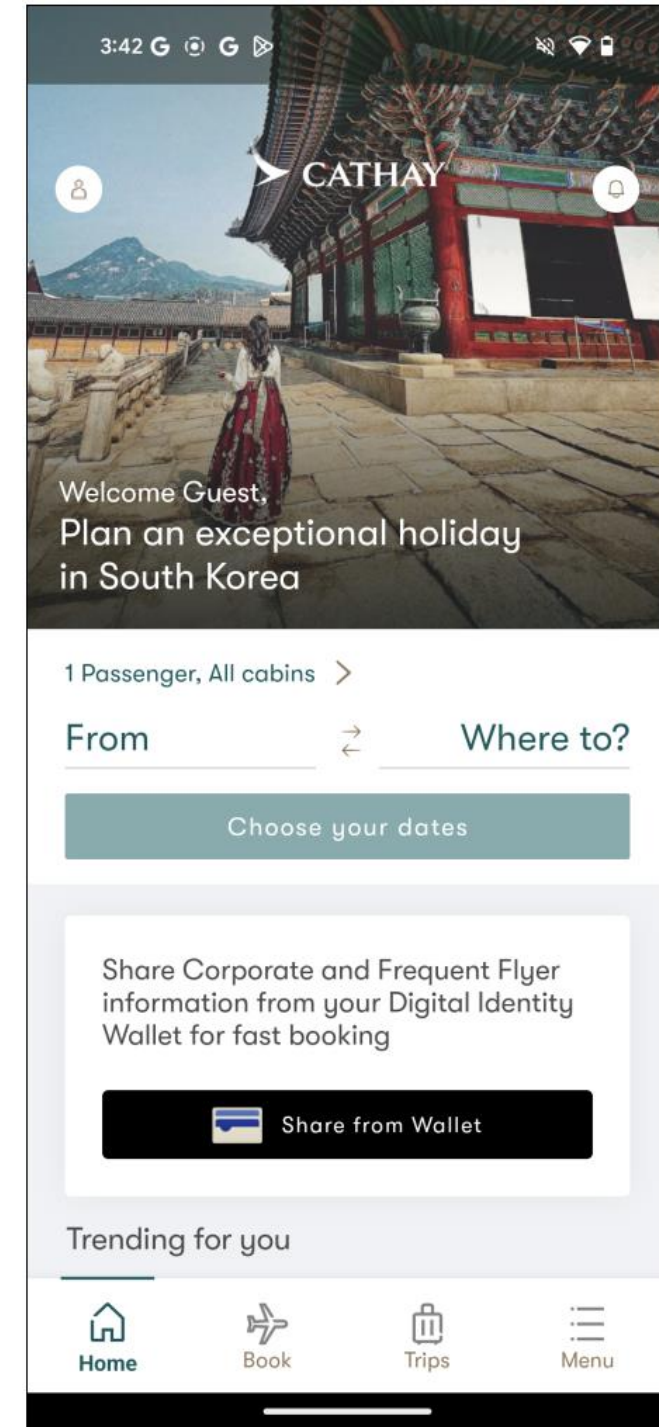 3:42
CATHAY
Welcome Guest,
Plan an exceptional holiday
in South Korea
1 Passenger, All cabins
From
Where to?
Choose your dates
Share Corporate and Frequent Flyer
information from your Digital Identity
Wallet for fast booking
Share from Wallet
Trending for you
Home
Book
Trips
Menu